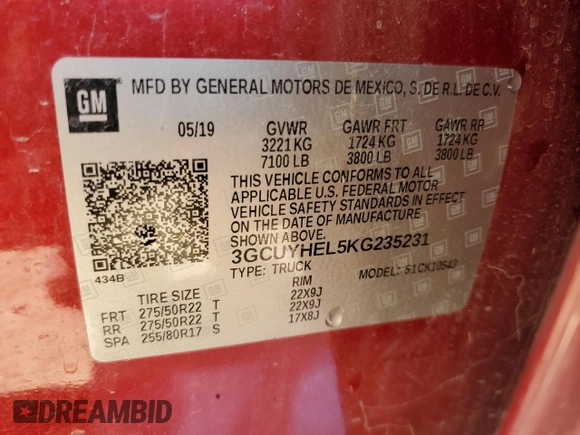 GM
MFD BY GENERAL MOTORS DE MEXICO, S. DE R.L. DE C.V.
05/19 GVWR GAWR FRT GAWR RR
3221 KG 1724 KG 1724 KG
7100 LB 3800 LB 3800 LB
THIS VEHICLE CONFORMS TO ALL
APPLICABLE U.S. FEDERAL MOTOR
VEHICLE SAFETY STANDARDS IN EFFECT
ON THE DATE OF MANUFACTURE
SHOWN ABOVE.
3GCUYHEL5KG235231
434B TYPE: TRUCK MODEL: S1CK10543
TIRE SIZE RIM
FRT 275/50R22 T 22X9J
RR 275/50R22 T 22X9J
SPA 255/80R17 S 17X8J
DREAMBID